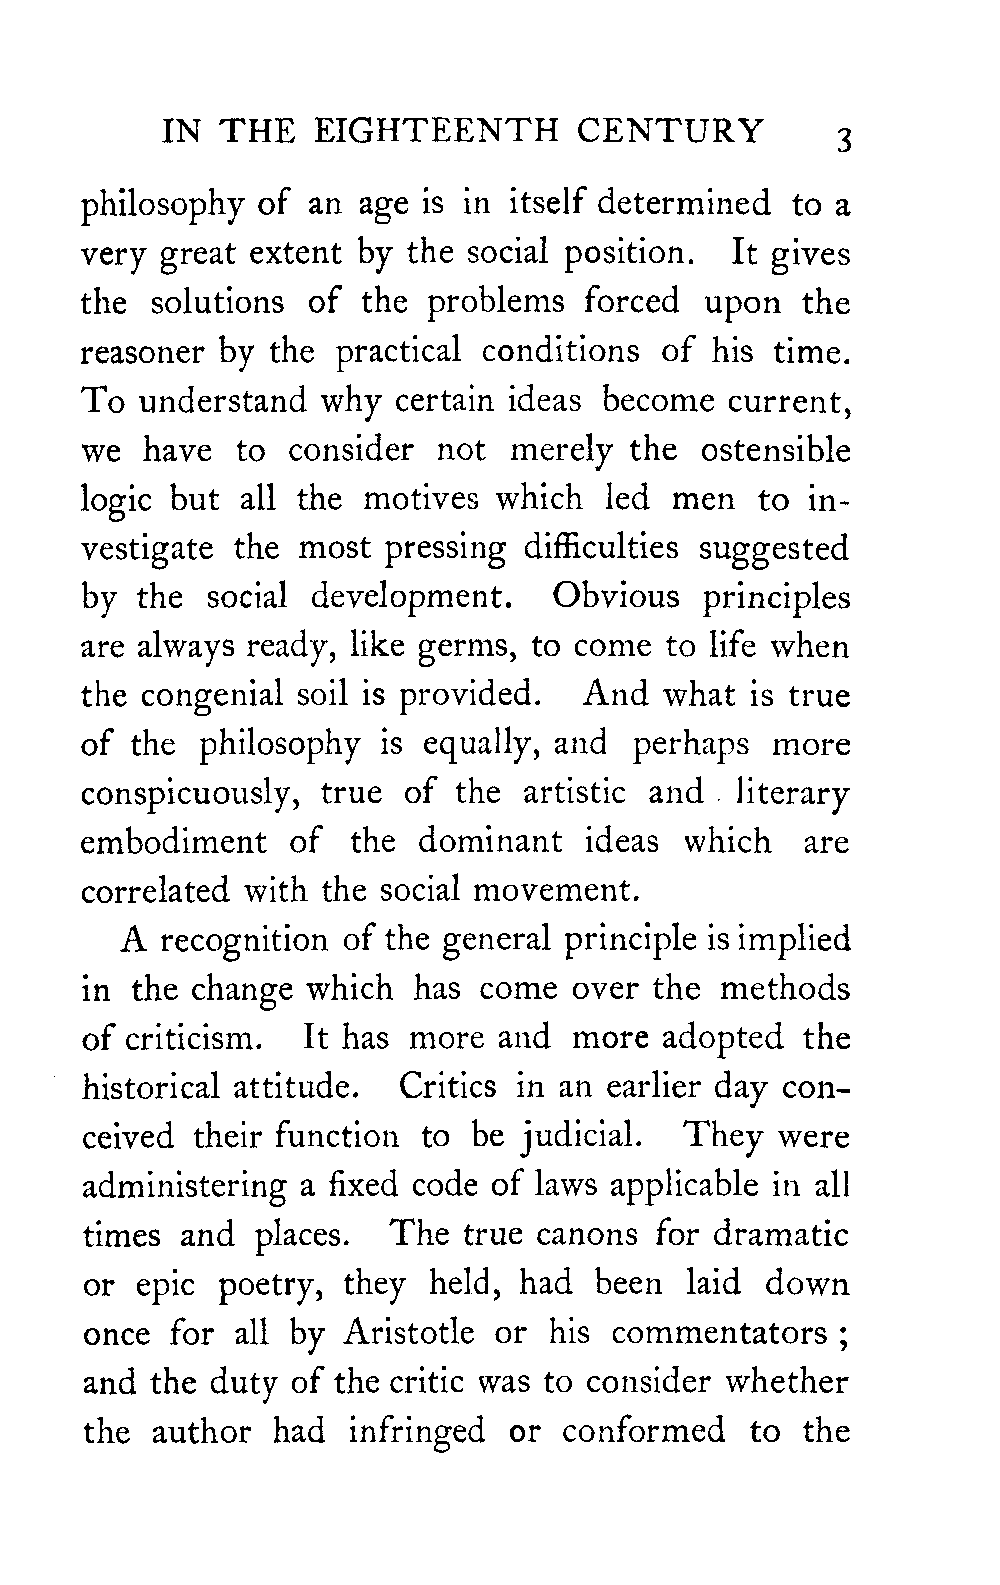 IN THE EIGHTEENTH CENTURY 3
philosophy of an age is in itself determined to a
very great extent by the social position. It gives
the solutions of the problems forced upon the
reasoner by the practical conditions of his time.
To understand why certain ideas become current,
we have to consider not merely the ostensible
logic but all the motives which led men to in-
vestigate the most pressing difficulties suggested
by the social development. Obvious principles
are always ready, like germs, to come to life when
the congenial soil is provided. And what is true
of the philosophy is equally, and perhaps more
conspicuously, true of the artistic and literary
embodiment of the dominant ideas which are
correlated with the social movement.
A recognition of the general principle is implied
in the change which has come over the methods
of criticism. It has more and more adopted the
historical attitude. Critics in an earlier day con-
ceived their function to be judicial. They were
administering a fixed code of laws applicable in all
times and places. The true canons for dramatic
or epic poetry, they held, had been laid down
once for all by Aristotle or his commentators ;
and the duty of the critic was to consider whether
the author had infringed or conformed to the